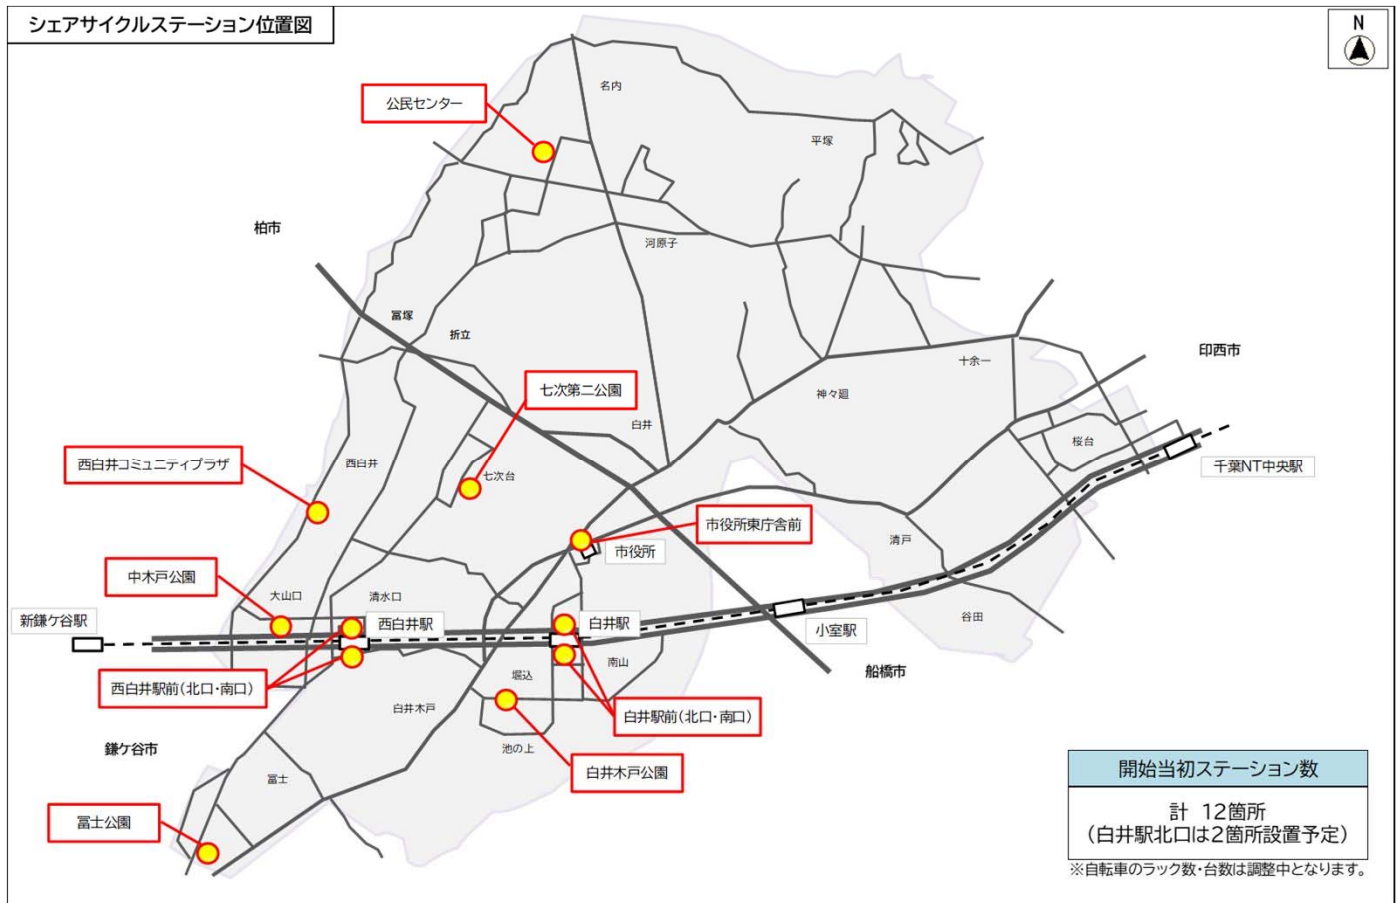 シェアサイクルステーション位置図
N
名内
公民センター
平塚
柏市
河原子
冨塚
折立
印西市
十余一
七次第二公園
神々廻
白井
桜台
西白井コミュニティプラザ
西白井
七次台
千葉NT中央駅
市役所東庁舎前
市役所
清戸
中木戸公園
大山口
清水口
新鎌ケ谷駅
西白井駅
白井駅
小室駅
谷田
西白井駅前(北口・南口)
堀込
南山
船橋市
白井木戸
白井駅前(北口・南口)
鎌ケ谷市
池の上
白井木戸公園
冨士
冨士公園
開始当初ステーション数
計 12箇所
(白井駅北口は2箇所設置予定)
※自転車のラック数・台数は調整中となります。